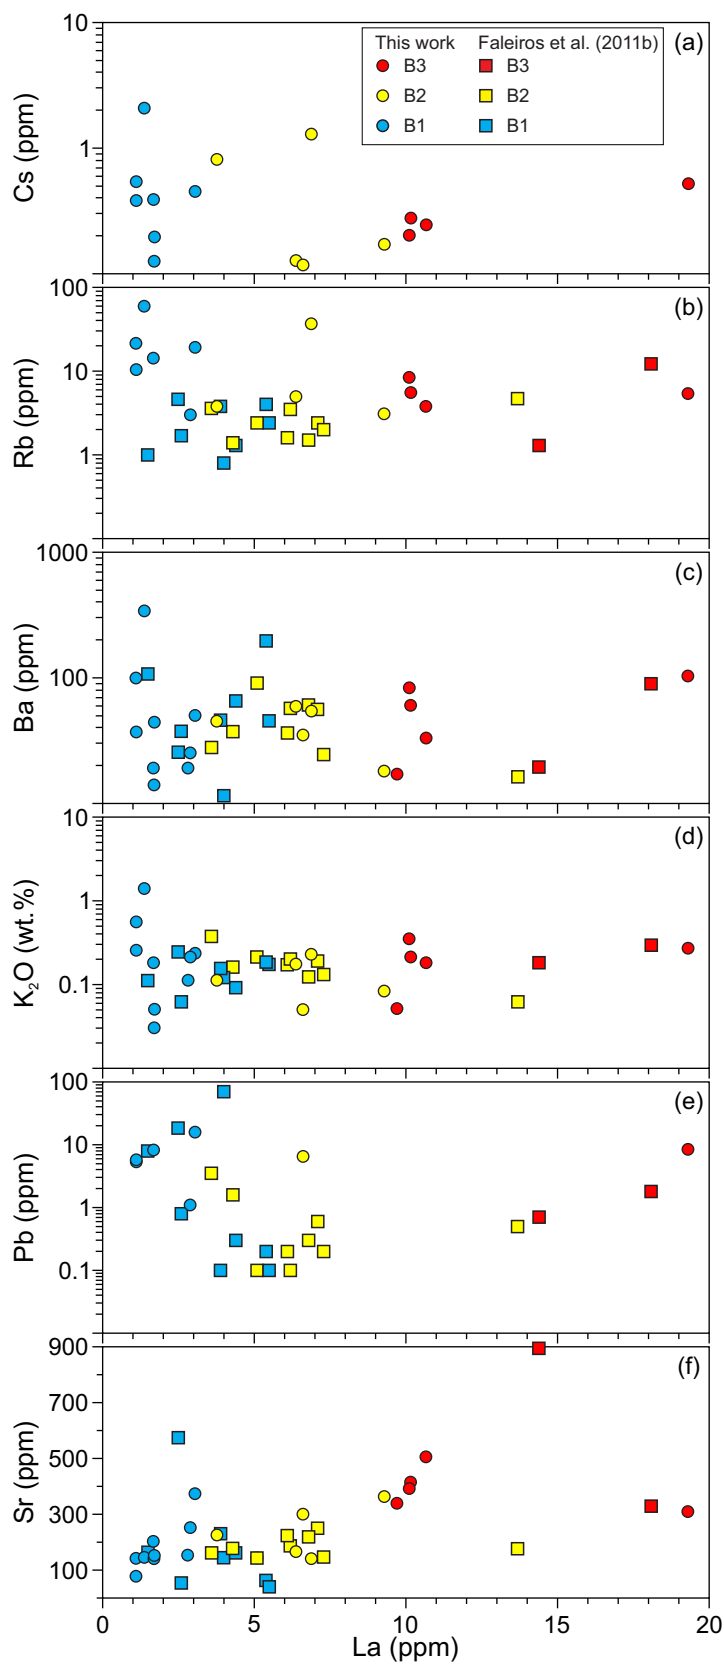 This work Faleiros et al. (2011b) (a)
B3 B3
B2 B2
B1 B1
10
1
Cs (ppm)
(b)
100
10
1
Rb (ppm)
(c)
1000
100
Ba (ppm)
(d)
10
1
0.1
K₂O (wt.%)
(e)
100
10
1
0.1
Pb (ppm)
(f)
900
700
500
300
100
Sr (ppm)
0 5 10 15 20
La (ppm)